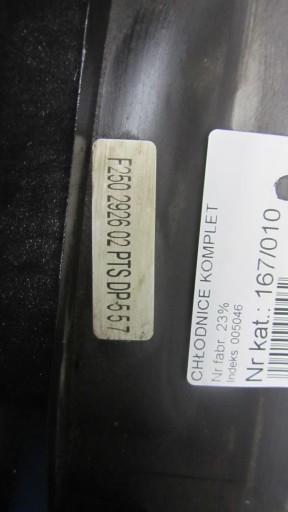 F250 2926 02 PTS DP-5 5 7
CHŁODNICE KOMPLET
Nr fabr. 23%
Indeks. 005046
Nr kat.: 167/010